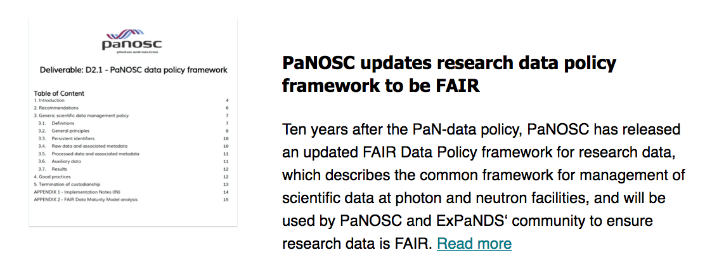 panosc
Deliverable: D2.1 - PaNOSC data policy framework
Table of Content
1. Introduction 4
2. Recommendations 6
3. Generic scientific data management policy 7
3.1. Definitions 7
3.2. General principles 8
3.3. Persistent identifiers 10
3.4. Raw data and associated metadata 10
3.5. Processed data and associated metadata 11
3.6. Auxiliary data 11
3.7. Results 12
4. Good practices 12
5. Termination of custodianship 13
APPENDIX 1 - Implementation Notes (IN) 14
APPENDIX 2 - FAIR Data Maturity Model analysis 15
PaNOSC updates research data policy
framework to be FAIR
Ten years after the PaN-data policy, PaNOSC has released
an updated FAIR Data Policy framework for research data,
which describes the common framework for management of
scientific data at photon and neutron facilities, and will be
used by PaNOSC and ExPaNDS‘ community to ensure
research data is FAIR. Read more